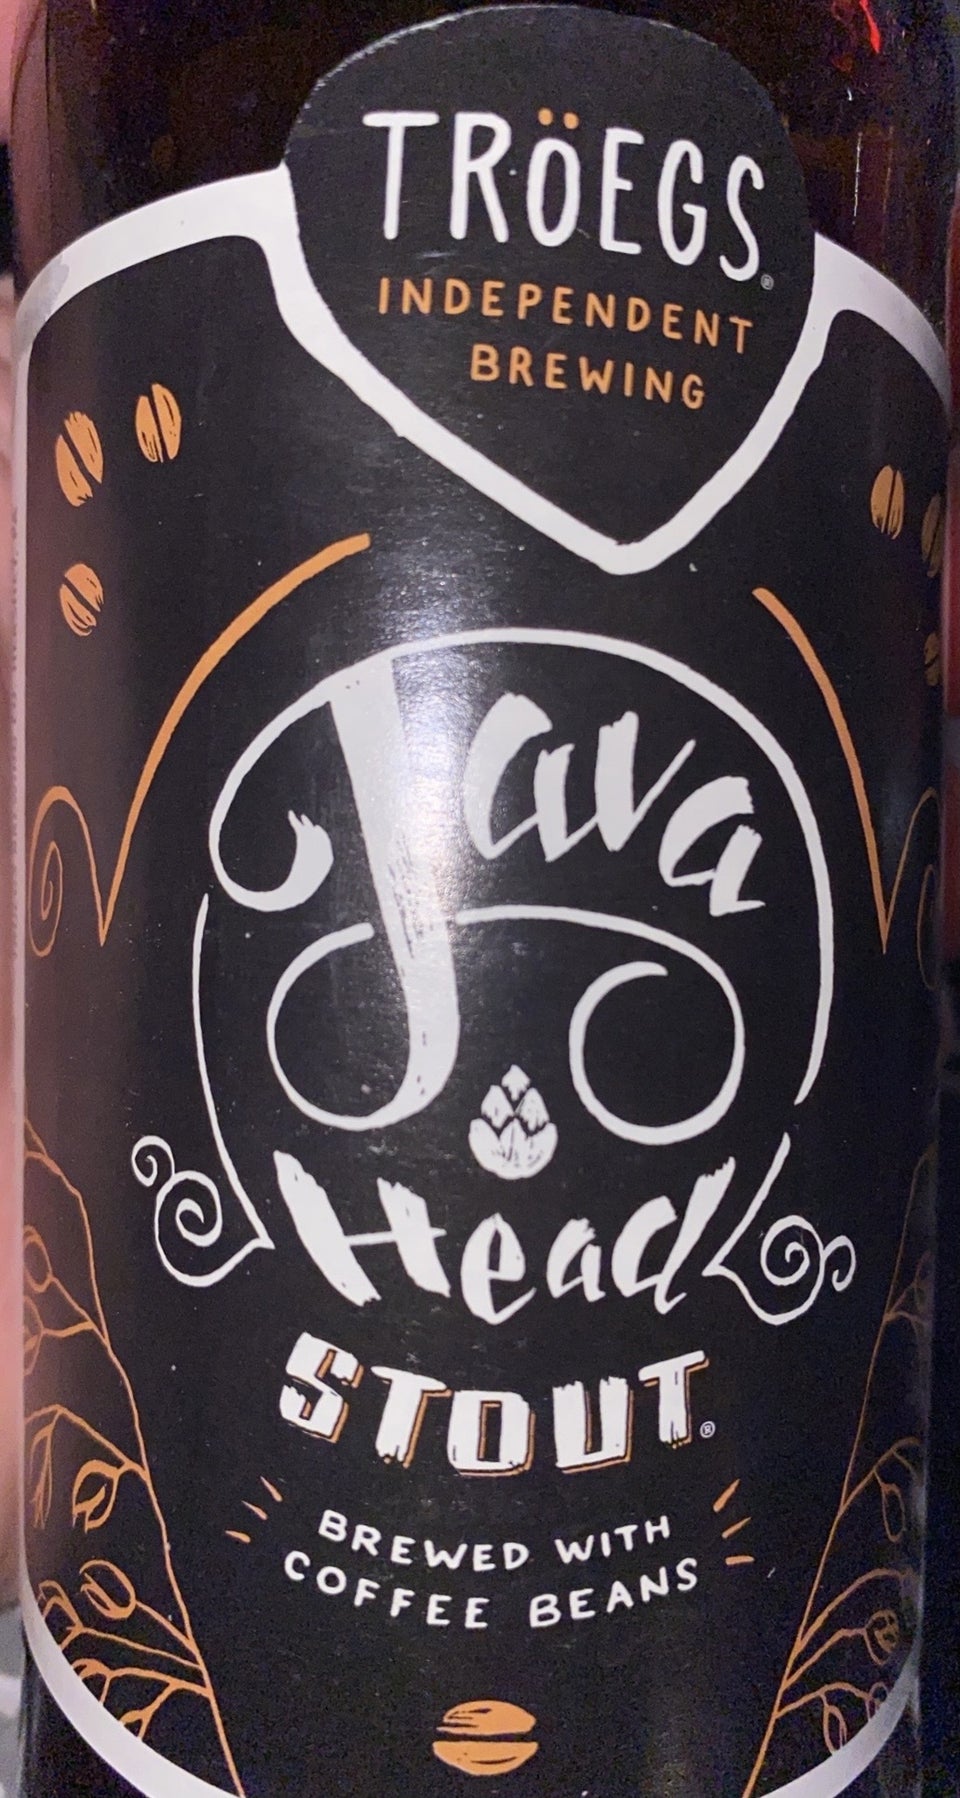 TRÖEGS®
INDEPENDENT
BREWING
Java
Head
STOUT®
BREWED WITH
COFFEE BEANS